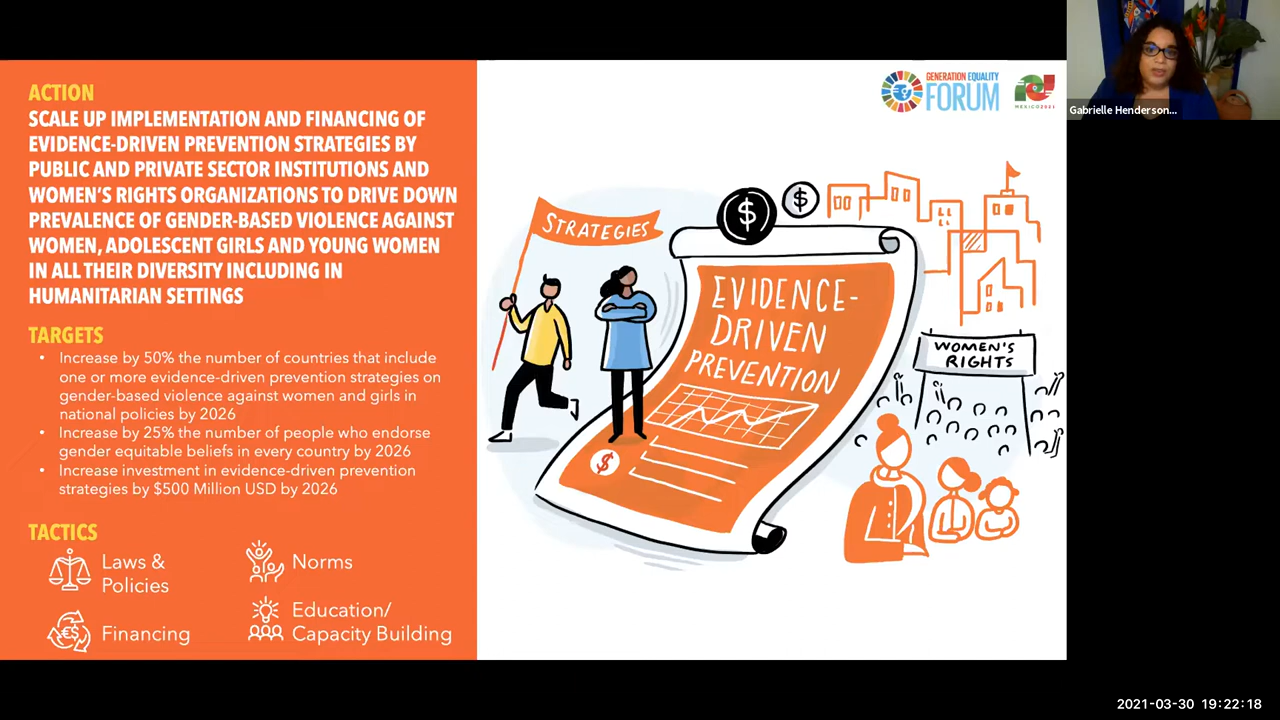 ACTION
SCALE UP IMPLEMENTATION AND FINANCING OF
EVIDENCE-DRIVEN PREVENTION STRATEGIES BY
PUBLIC AND PRIVATE SECTOR INSTITUTIONS AND
WOMEN'S RIGHTS ORGANIZATIONS TO DRIVE DOWN
PREVALENCE OF GENDER-BASED VIOLENCE AGAINST
WOMEN, ADOLESCENT GIRLS AND YOUNG WOMEN
IN ALL THEIR DIVERSITY INCLUDING IN
HUMANITARIAN SETTINGS
TARGETS
• Increase by 50% the number of countries that include
one or more evidence-driven prevention strategies on
gender-based violence against women and girls in
national policies by 2026
• Increase by 25% the number of people who endorse
gender equitable beliefs in every country by 2026
• Increase investment in evidence-driven prevention
strategies by $500 Million USD by 2026
TACTICS
Laws &
Policies
Norms
Financing
Education/
Capacity Building
GENERATION EQUALITY
FORUM
MEXICO2021
STRATEGIES
$
$
EVIDENCE-
DRIVEN
PREVENTION
$
WOMEN'S
RIGHTS
Gabrielle Henderson...
2021-03-30 19:22:18